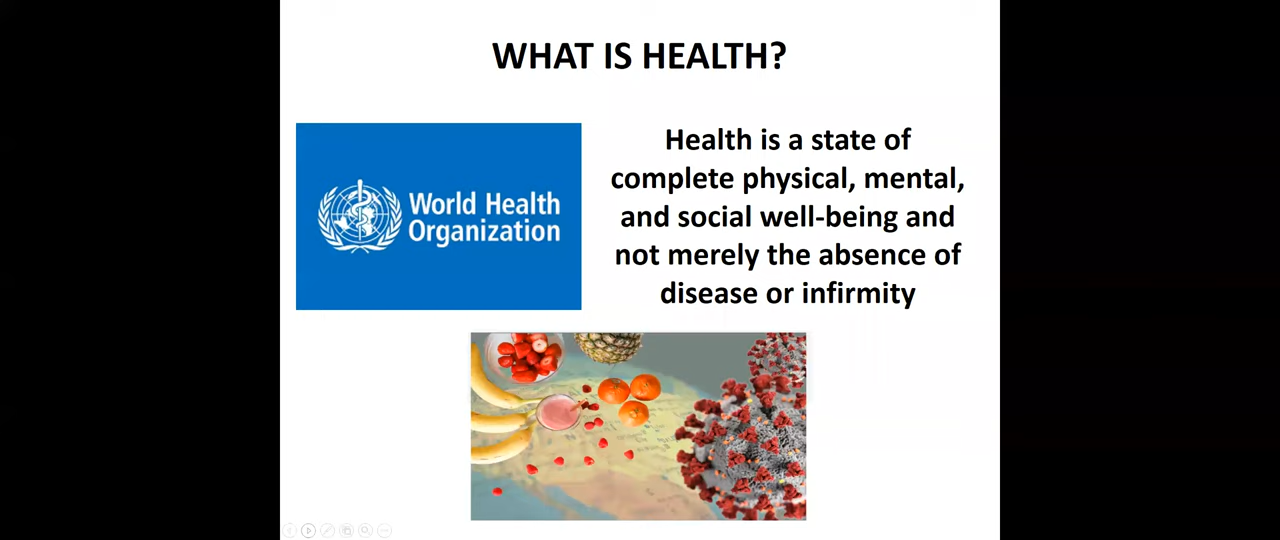 WHAT IS HEALTH?
World Health
Organization
Health is a state of
complete physical, mental,
and social well-being and
not merely the absence of
disease or infirmity